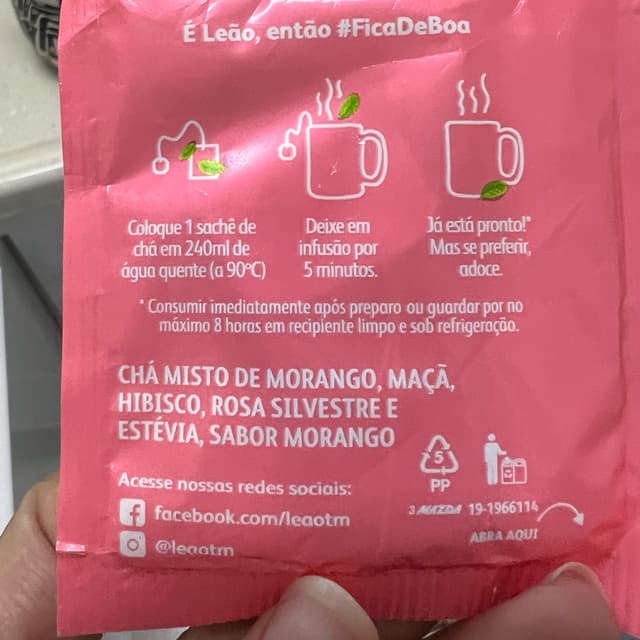 É Leão, então #FicaDeBoa
Coloque 1 sachê de
chá em 240ml de
água quente (a 90ºC)
Deixe em
infusão por
5 minutos.
Já está pronto!*
Mas se preferir,
adoce.
* Consumir imediatamente após preparo ou guardar por no
máximo 8 horas em recipiente limpo e sob refrigeração.
CHÁ MISTO DE MORANGO, MAÇÃ,
HIBISCO, ROSA SILVESTRE E
ESTÉVIA, SABOR MORANGO
5
PP
Acesse nossas redes sociais:
facebook.com/leaotm
@leaotm
3 MAZDA 19-1966114
ABRA AQUI